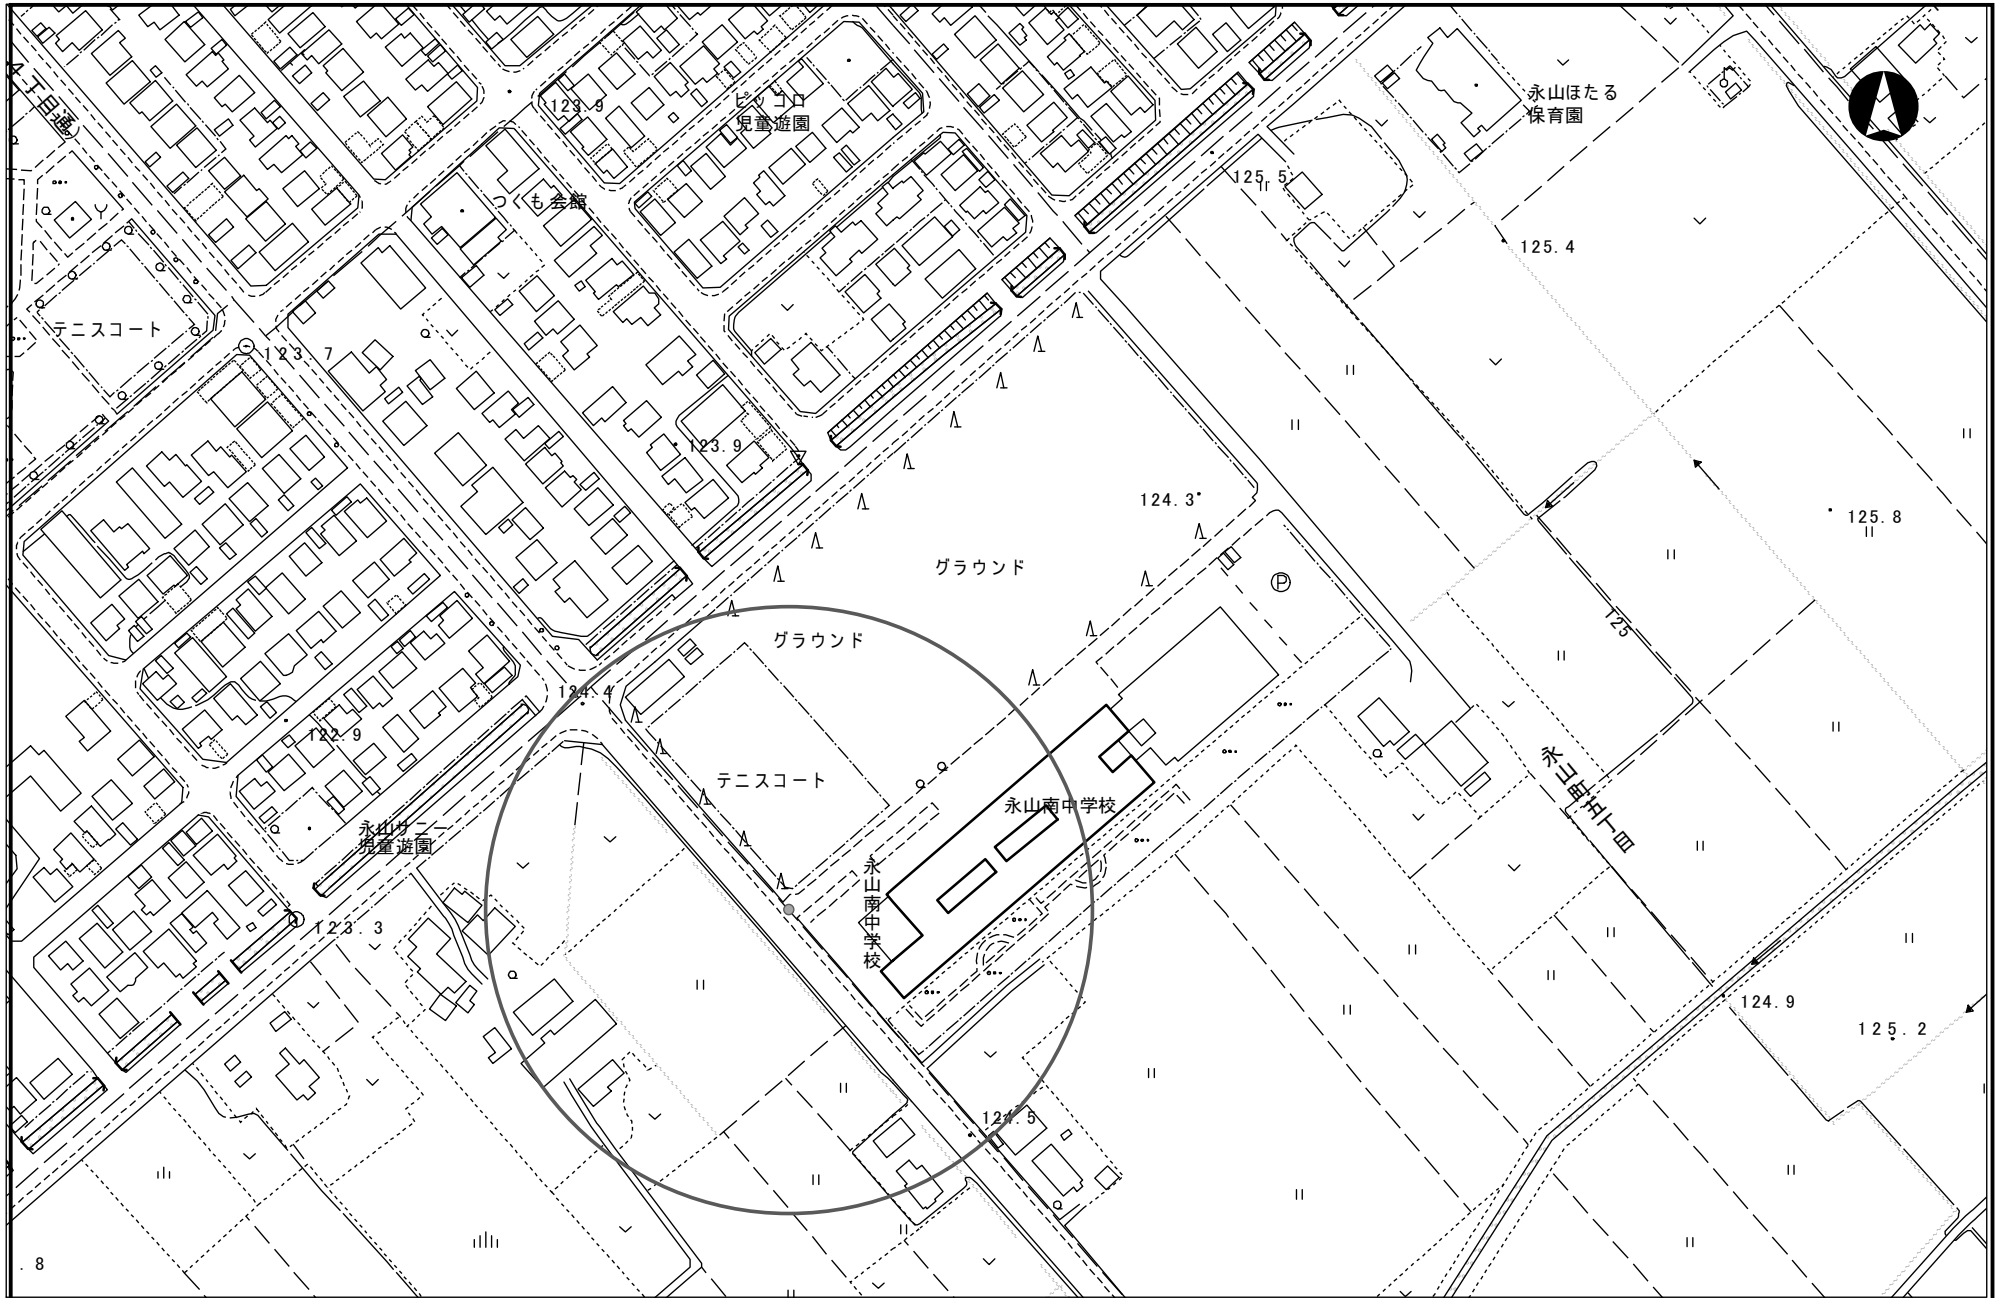 4丁目通
123.9
ピッコロ
児童遊園
永山ほたる
保育園
つくも会館
125.5
125.4
テニスコート
123.7
123.9
124.3
125.8
グラウンド
P
グラウンド
125
124.4
122.9
テニスコート
永山町五丁目
永山南中学校
永山サニー
児童遊園
永山南中学校
123.3
124.9
125.2
124.5
.8